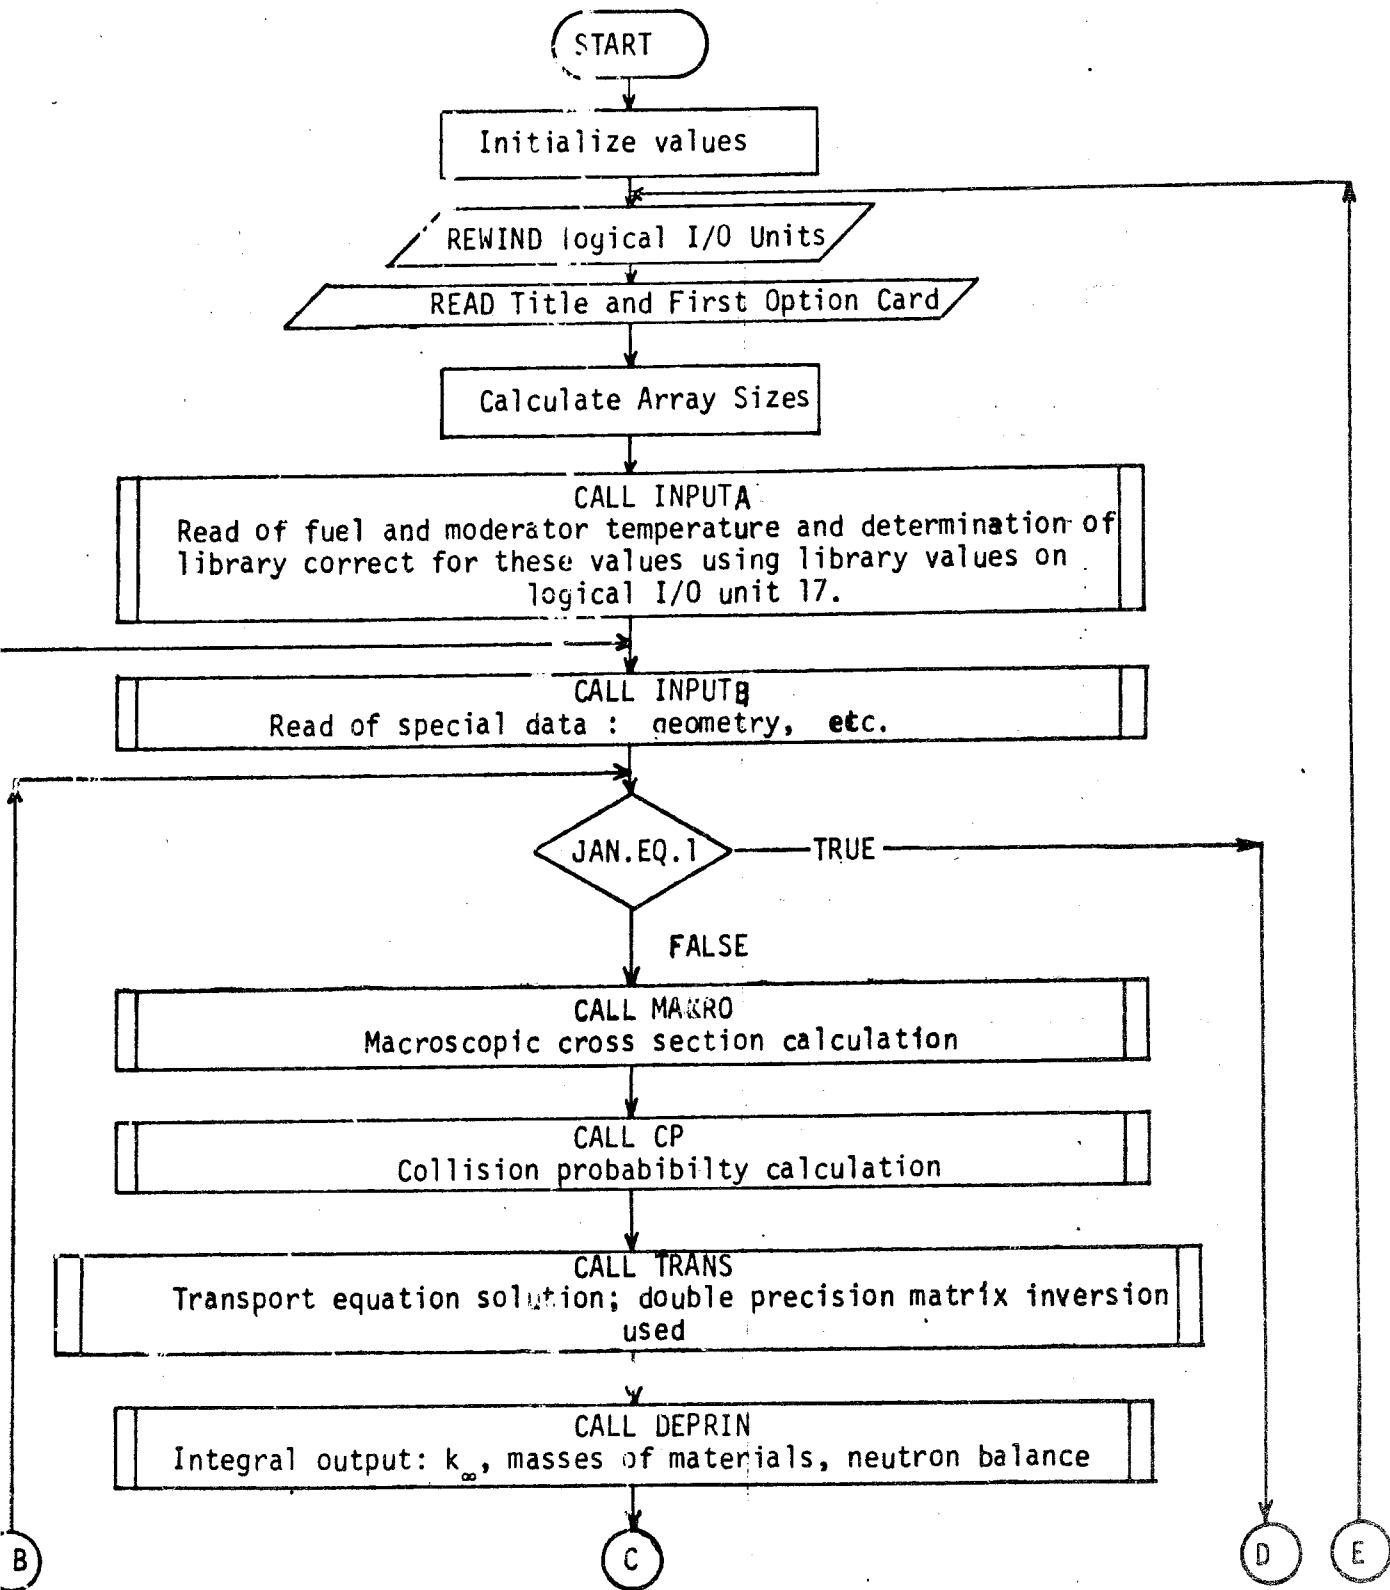 START
Initialize values
REWIND logical I/O Units
READ Title and First Option Card
Calculate Array Sizes
CALL INPUTA
Read of fuel and moderator temperature and determination of
library correct for these values using library values on
logical I/O unit 17.
CALL INPUTB
Read of special data : geometry, etc.
JAN.EQ.1
TRUE
FALSE
CALL MAKRO
Macroscopic cross section calculation
CALL CP
Collision probabibilty calculation
CALL TRANS
Transport equation solution; double precision matrix inversion
used
CALL DEPRIN
Integral output: k∞, masses of materials, neutron balance
B
C
D
E